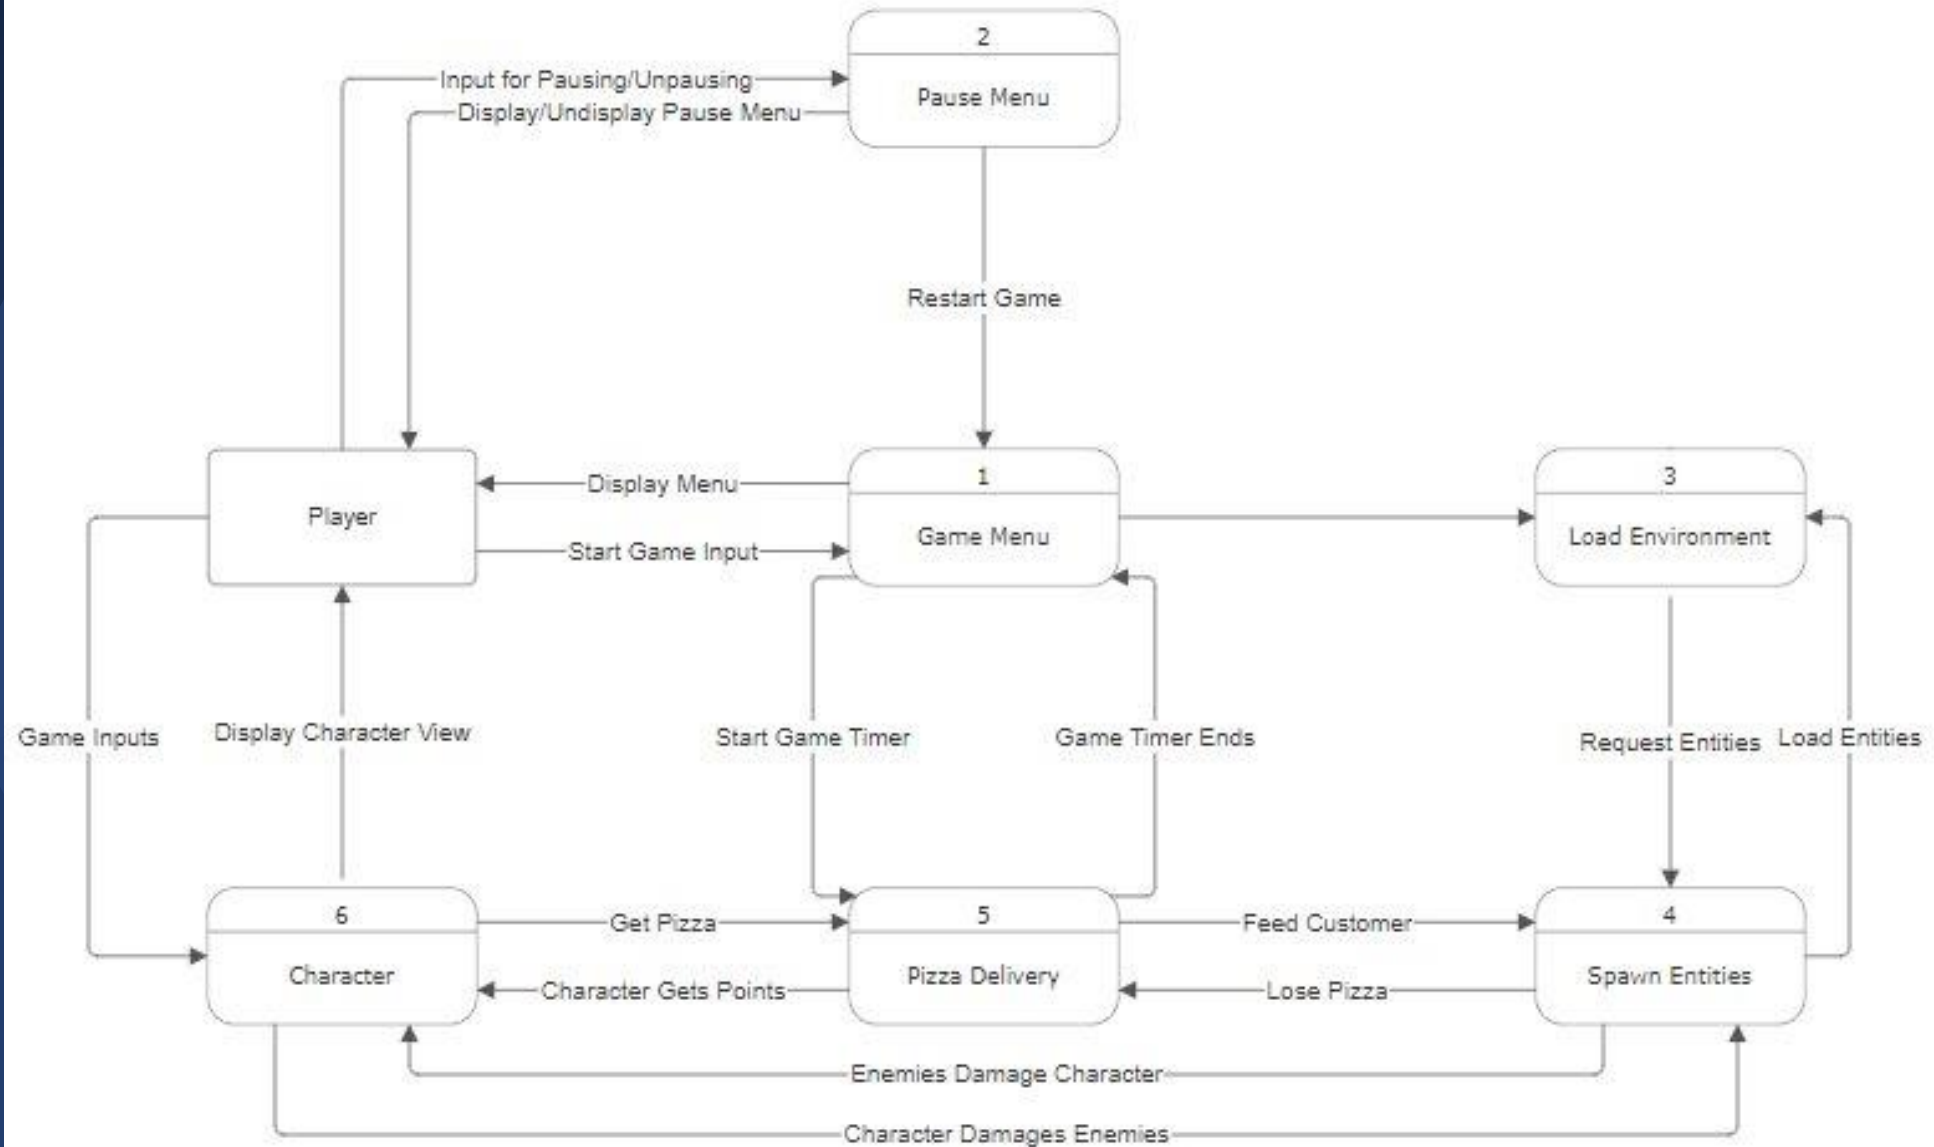 2
Pause Menu
Input for Pausing/Unpausing
Display/Undisplay Pause Menu
Restart Game
Player
Display Menu
Start Game Input
1
Game Menu
3
Load Environment
Game Inputs
Display Character View
Start Game Timer
Game Timer Ends
Request Entities
Load Entities
6
Character
Get Pizza
Character Gets Points
5
Pizza Delivery
Feed Customer
Lose Pizza
4
Spawn Entities
Enemies Damage Character
Character Damages Enemies